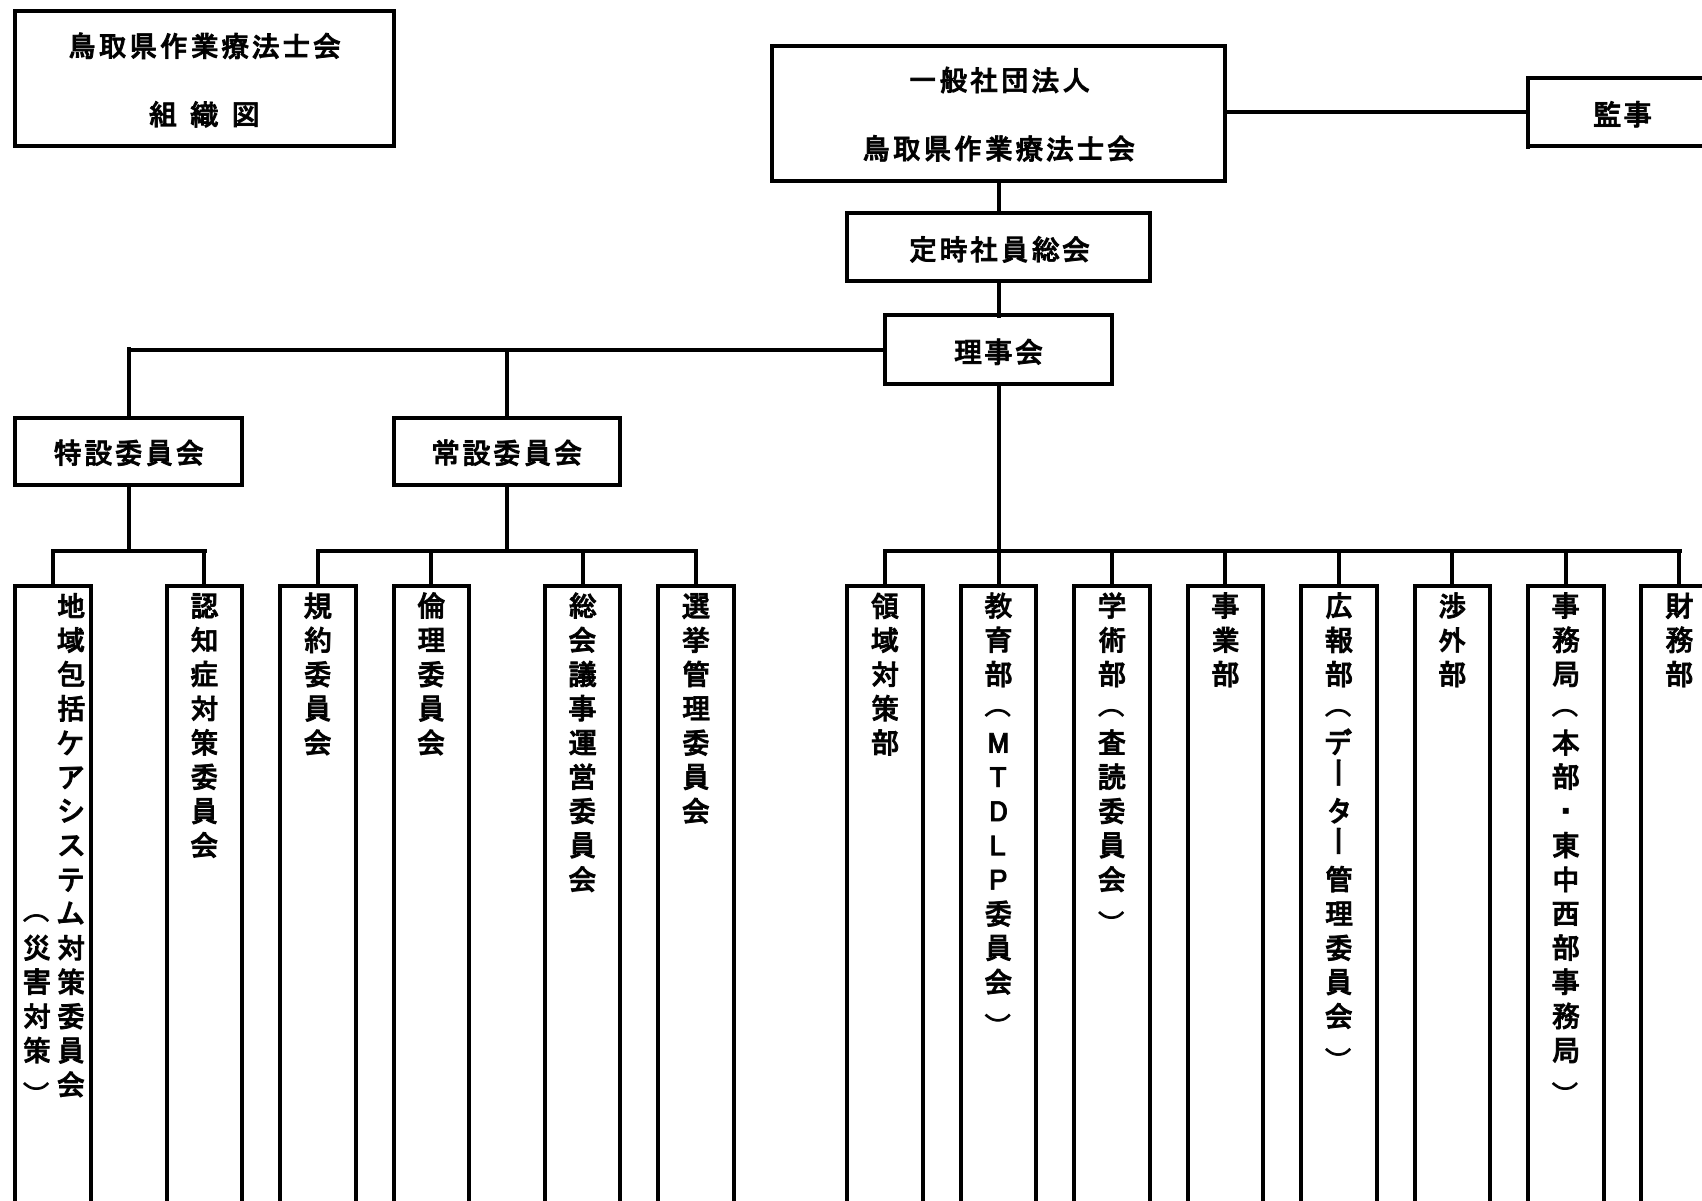 鳥取県作業療法士会
組織図
一般社団法人
鳥取県作業療法士会
監事
定時社員総会
理事会
特設委員会
常設委員会
地域包括ケアシステム対策委員会
（災害対策）
認知症対策委員会
規約委員会
倫理委員会
総会議事運営委員会
選挙管理委員会
領域対策部
教育部（ＭＴＤＬＰ委員会）
学術部（査読委員会）
事業部
広報部（データー管理委員会）
渉外部
事務局（本部・東中西部事務局）
財務部